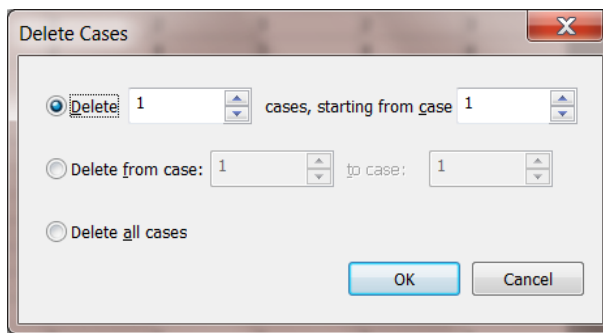 Delete Cases
Delete 1 cases, starting from case 1
Delete from case: 1 to case: 1
Delete all cases
OK Cancel